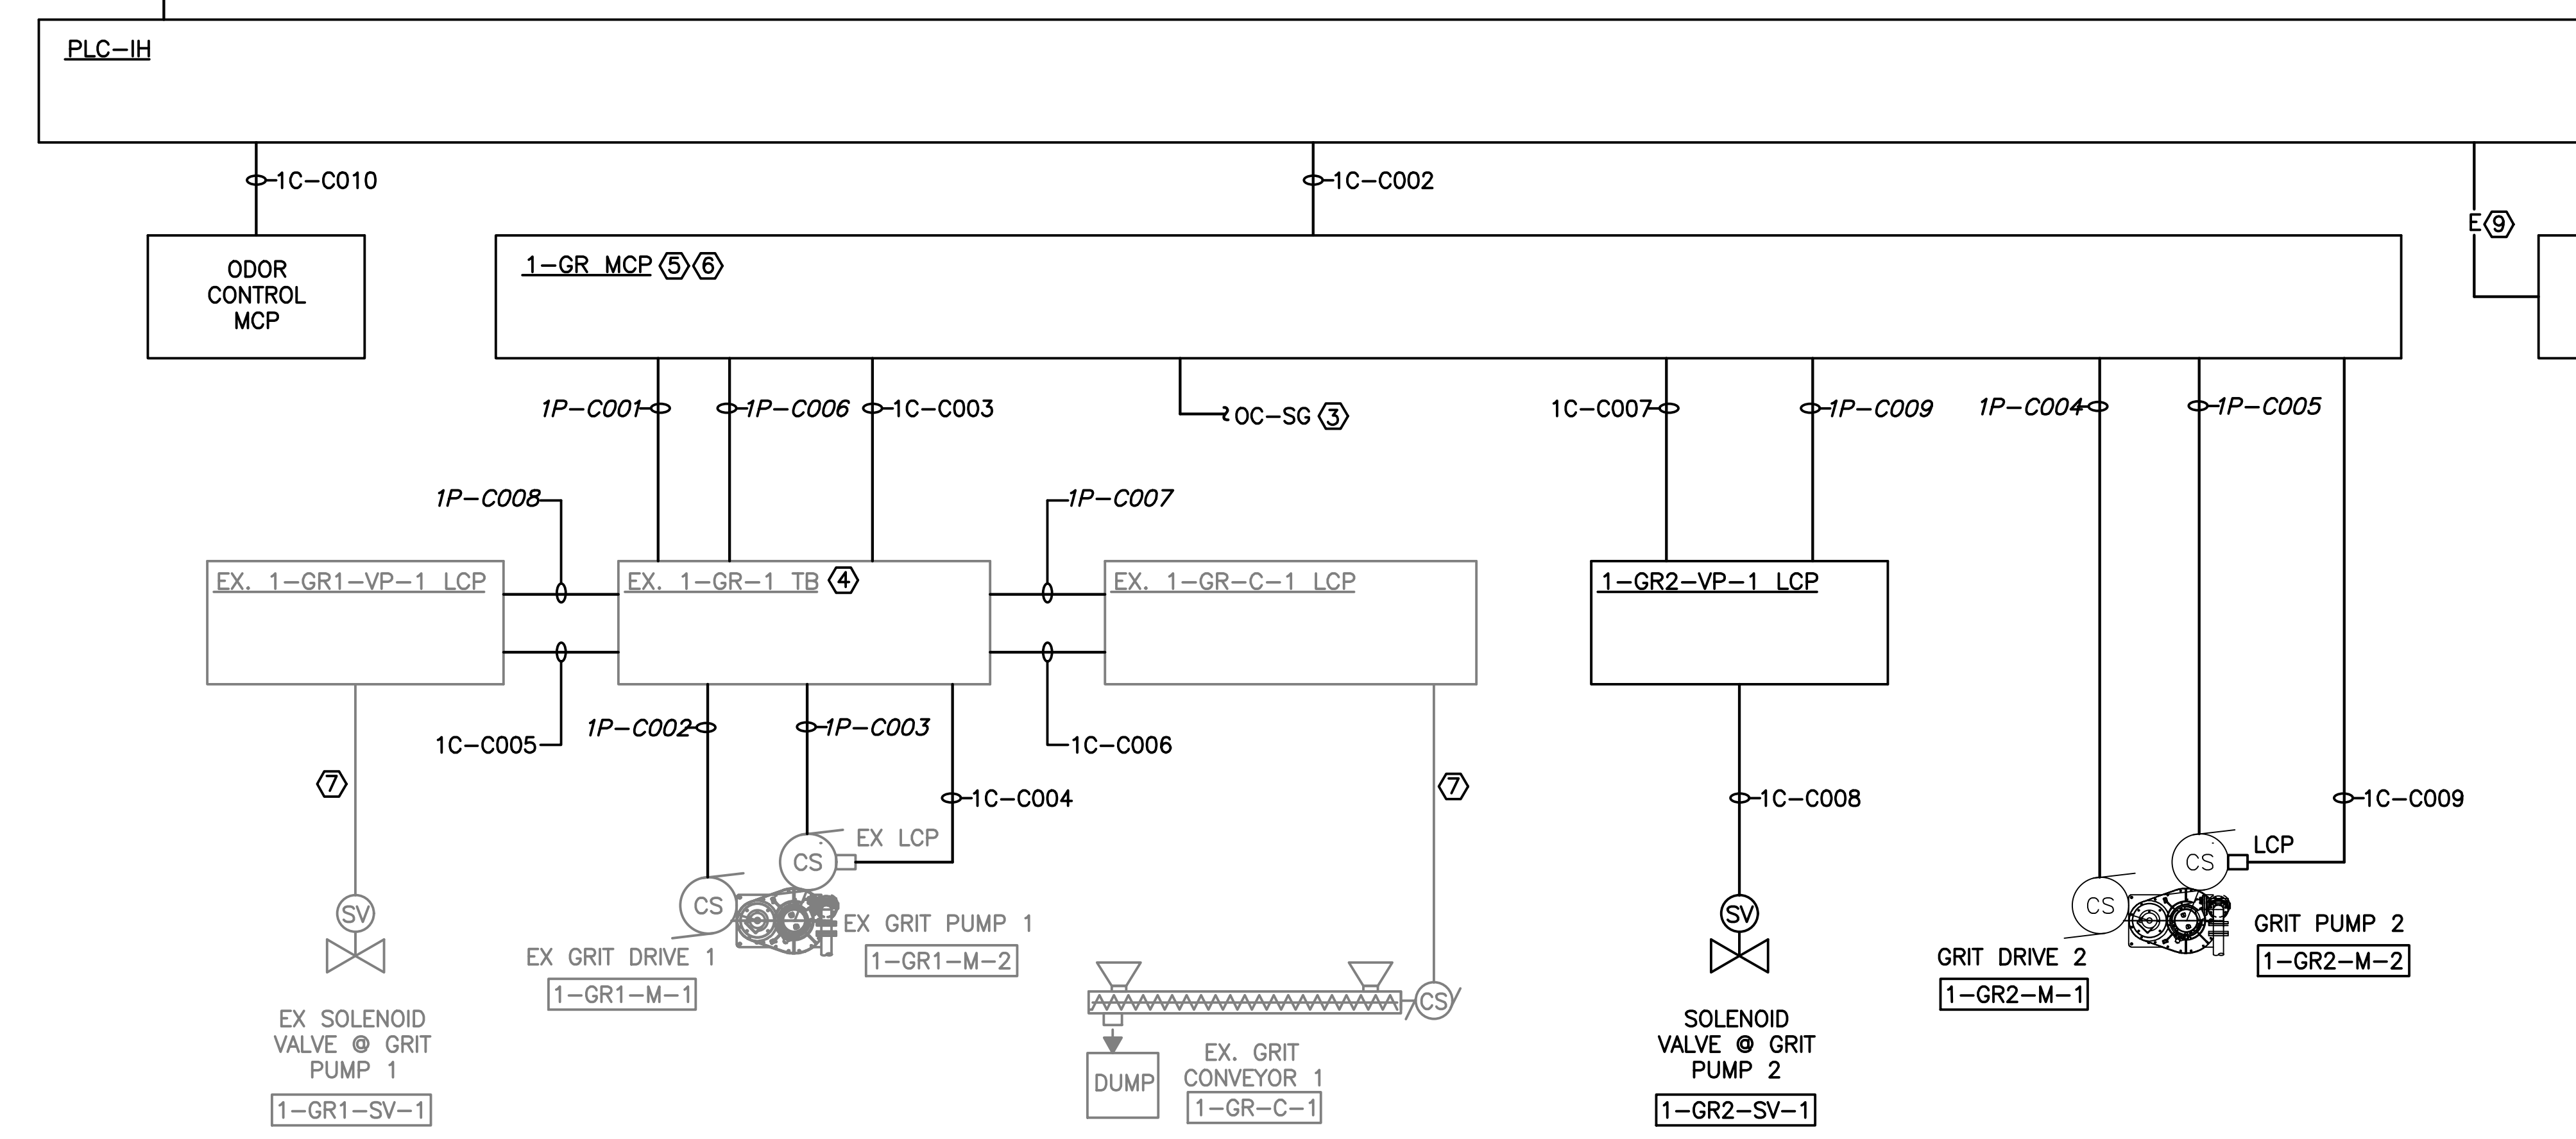 PLC-IH
1C-C010
1C-C002
E 9
ODOR
CONTROL
MCP
1-GR MCP 5 6
1P-C001
1P-C006
1C-C003
OC-SG 3
1C-C007
1P-C009
1P-C004
1P-C005
1P-C008
1P-C007
EX. 1-GR1-VP-1 LCP
EX. 1-GR-1 TB 4
EX. 1-GR-C-1 LCP
1-GR2-VP-1 LCP
1C-C005
1P-C002
1P-C003
1C-C006
7
7
1C-C004
1C-C008
1C-C009
EX LCP
CS
CS
EX GRIT PUMP 1
1-GR1-M-2
EX GRIT DRIVE 1
1-GR1-M-1
SV
EX SOLENOID
VALVE @ GRIT
PUMP 1
1-GR1-SV-1
CS
DUMP
EX. GRIT
CONVEYOR 1
1-GR-C-1
SV
SOLENOID
VALVE @ GRIT
PUMP 2
1-GR2-SV-1
LCP
CS
CS
GRIT PUMP 2
1-GR2-M-2
GRIT DRIVE 2
1-GR2-M-1